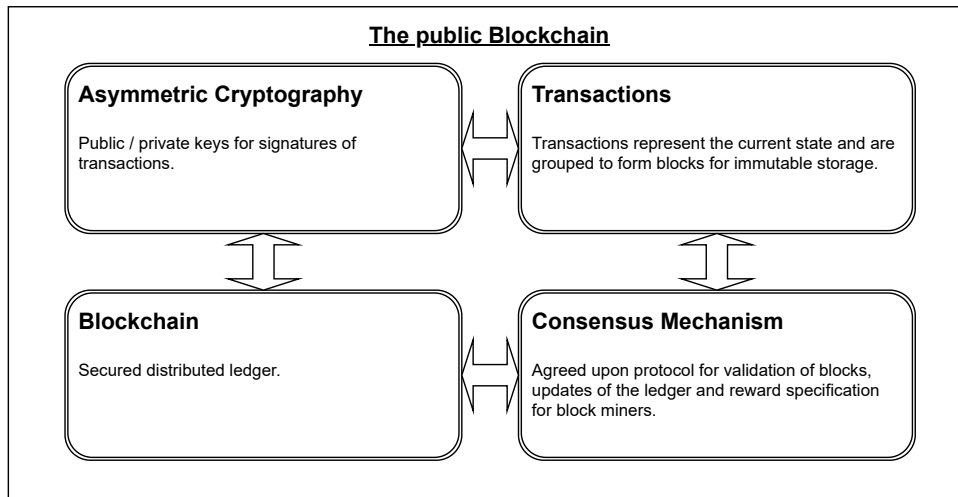 The public Blockchain
Asymmetric Cryptography
Public / private keys for signatures of
transactions.
Transactions
Transactions represent the current state and are
grouped to form blocks for immutable storage.
Blockchain
Secured distributed ledger.
Consensus Mechanism
Agreed upon protocol for validation of blocks,
updates of the ledger and reward specification
for block miners.